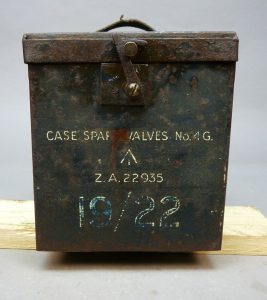 CASE SPARE VALVES No. 4 G.
Z.A. 22935
19/22